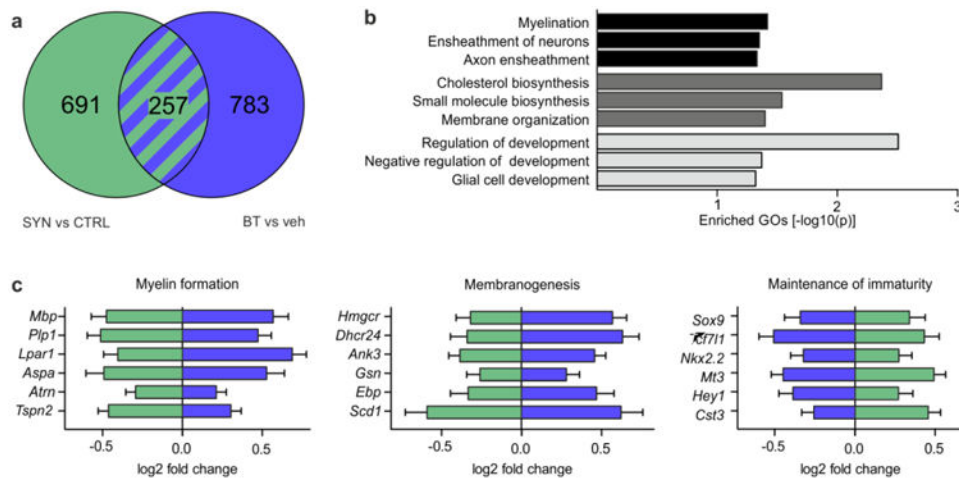 a
691
257
783
SYN vs CTRL
BT vs veh
b
Myelination
Ensheathment of neurons
Axon ensheathment
Cholesterol biosynthesis
Small molecule biosynthesis
Membrane organization
Regulation of development
Negative regulation of development
Glial cell development
1
2
3
Enriched GOs [-log10(p)]
c
Myelin formation
Mbp
Plp1
Lpar1
Aspa
Atrn
Tspn2
-0.5
0.0
0.5
log2 fold change
Membranogenesis
Hmgcr
Dhcr24
Ank3
Gsn
Ebp
Scd1
-0.5
0.0
0.5
log2 fold change
Maintenance of immaturity
Sox9
Nkx2.2
Mt3
Hey1
Cst3
-0.5
0.0
0.5
log2 fold change